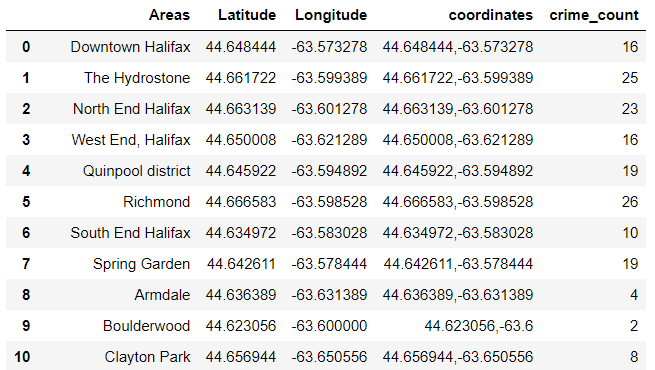 Areas Latitude Longitude coordinates crime_count
0 Downtown Halifax 44.648444 -63.573278 44.648444,-63.573278 16
1 The Hydrostone 44.661722 -63.599389 44.661722,-63.599389 25
2 North End Halifax 44.663139 -63.601278 44.663139,-63.601278 23
3 West End, Halifax 44.650008 -63.621289 44.650008,-63.621289 16
4 Quinpool district 44.645922 -63.594892 44.645922,-63.594892 19
5 Richmond 44.666583 -63.598528 44.666583,-63.598528 26
6 South End Halifax 44.634972 -63.583028 44.634972,-63.583028 10
7 Spring Garden 44.642611 -63.578444 44.642611,-63.578444 19
8 Armdale 44.636389 -63.631389 44.636389,-63.631389 4
9 Boulderwood 44.623056 -63.600000 44.623056,-63.6 2
10 Clayton Park 44.656944 -63.650556 44.656944,-63.650556 8